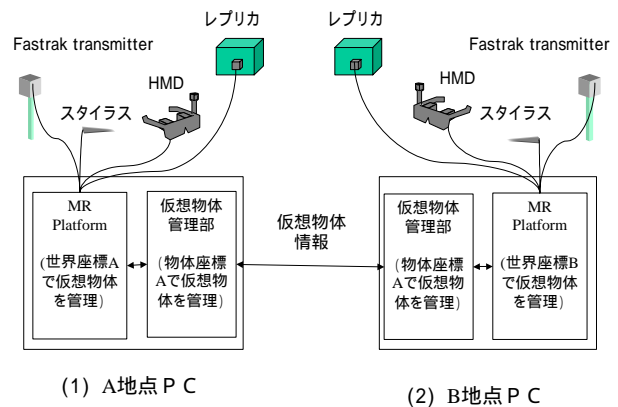 レプリカ
レプリカ
Fastrak transmitter
Fastrak transmitter
HMD
HMD
スタイラス
スタイラス
MR
Platform
(世界座標A
で仮想物体
を管理)
仮想物体
管理部
(物体座標
Aで仮想物
体を管理)
仮想物体
情報
仮想物体
管理部
(物体座標
Aで仮想物
体を管理)
MR
Platform
(世界座標B
で仮想物体
を管理)
(1) A地点ＰＣ
(2) B地点ＰＣ